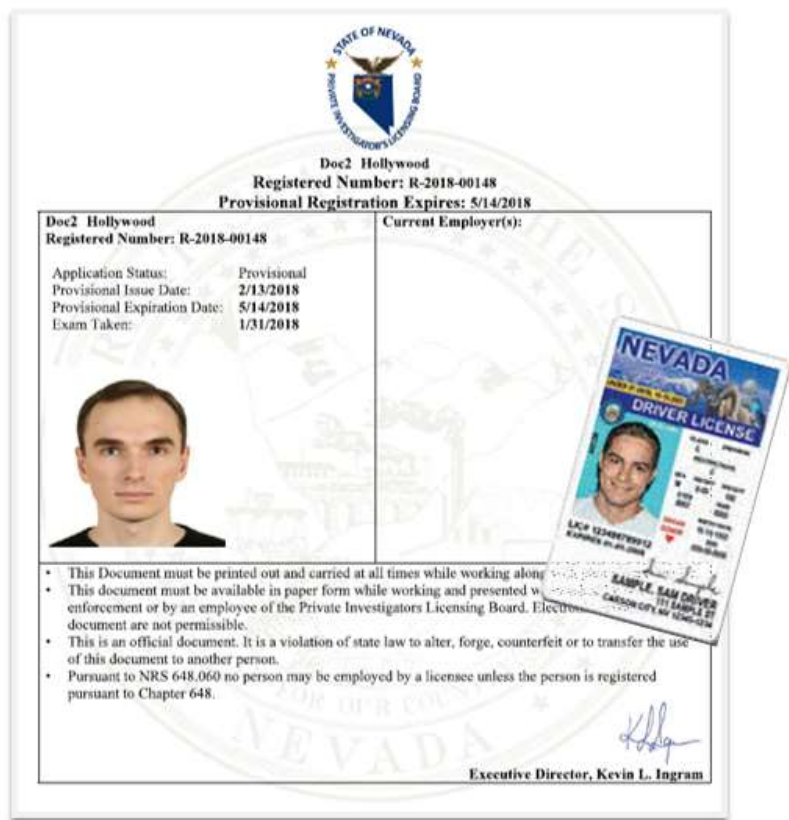 STATE OF NEVADA
PRIVATE INVESTIGATOR'S LICENSING BOARD
Doc2 Hollywood
Registered Number: R-2018-00148
Provisional Registration Expires: 5/14/2018
Doc2 Hollywood
Registered Number: R-2018-00148
Application Status: Provisional
Provisional Issue Date: 2/13/2018
Provisional Expiration Date: 5/14/2018
Exam Taken: 1/31/2018
Current Employer(s):
NEVADA
DRIVER LICENSE
LIC# 123456789912
SAMPLE, SAM DRIVER
• This Document must be printed out and carried at all times while working along
• This document must be available in paper form while working and presented
enforcement or by an employee of the Private Investigators Licensing Board.
document are not permissible.
• This is an official document. It is a violation of state law to alter, forge, counterfeit or to transfer the use
of this document to another person.
• Pursuant to NRS 648.060 no person may be employed by a licensee unless the person is registered
pursuant to Chapter 648.
FOR OUR COUNTRY
NEVADA
Executive Director, Kevin L. Ingram